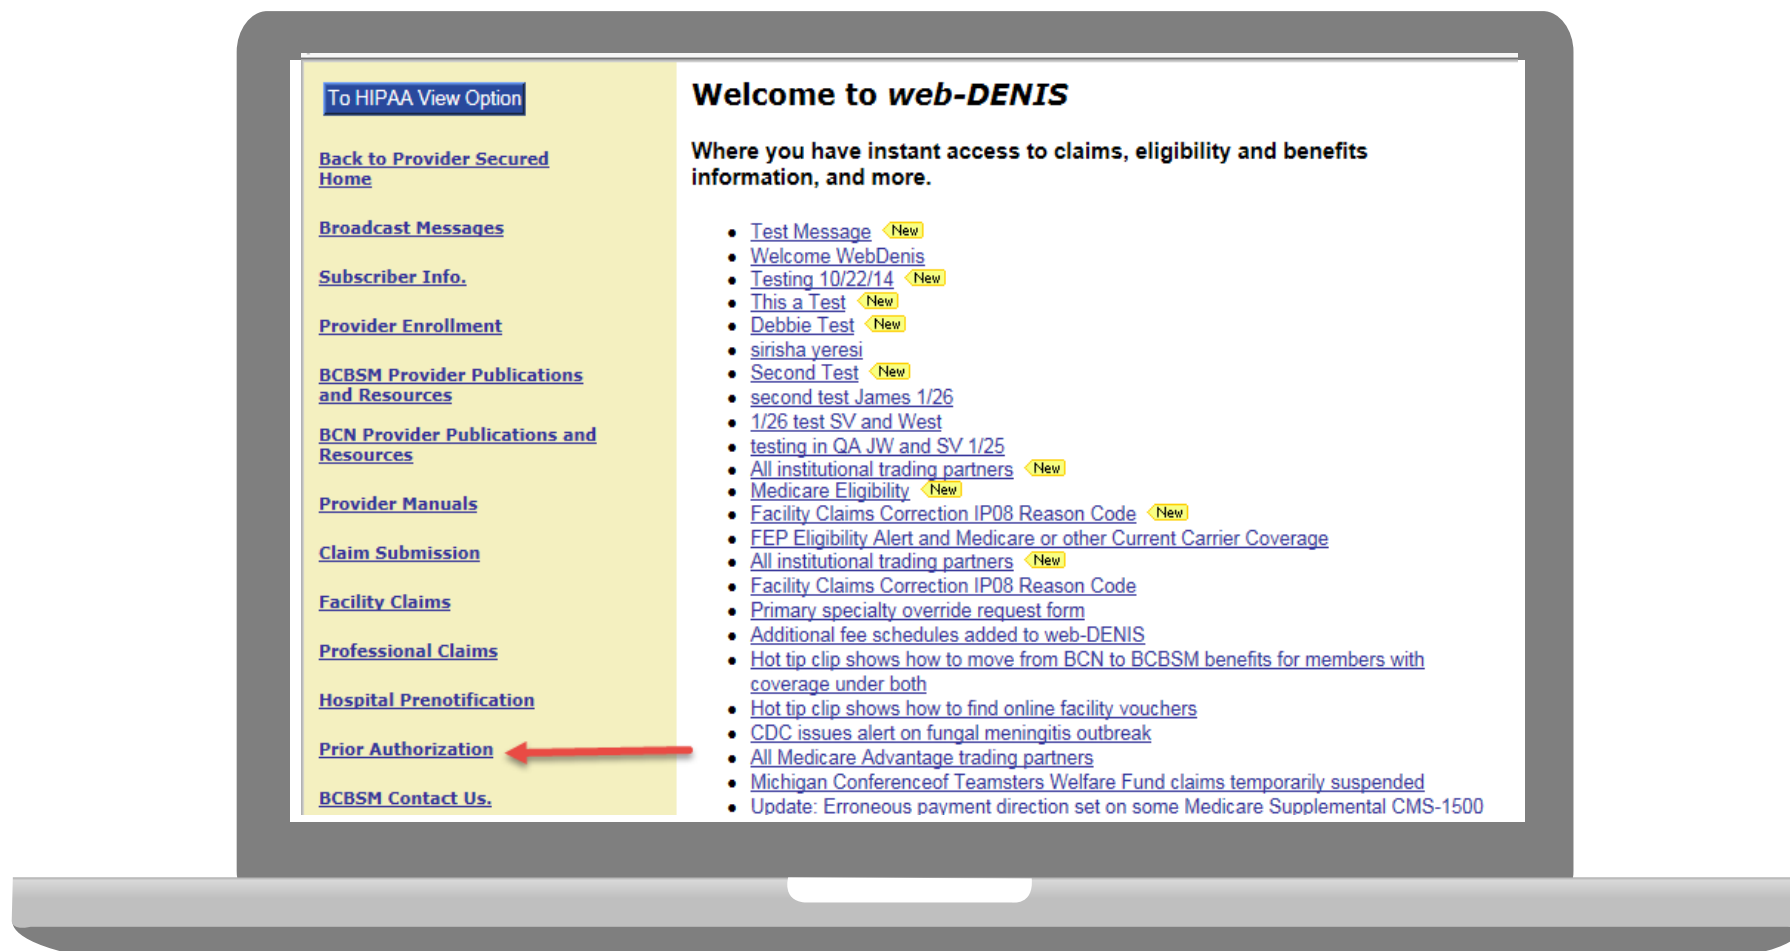 To HIPAA View Option
Back to Provider Secured
Home
Broadcast Messages
Subscriber Info.
Provider Enrollment
BCBSM Provider Publications
and Resources
BCN Provider Publications and
Resources
Provider Manuals
Claim Submission
Facility Claims
Professional Claims
Hospital Prenotification
Prior Authorization
BCBSM Contact Us.
Welcome to web-DENIS
Where you have instant access to claims, eligibility and benefits
information, and more.
Test Message New
Welcome WebDenis
Testing 10/22/14 New
This a Test New
Debbie Test New
sirisha yeresi
Second Test New
second test James 1/26
1/26 test SV and West
testing in QA JW and SV 1/25
All institutional trading partners New
Medicare Eligibility New
Facility Claims Correction IP08 Reason Code New
FEP Eligibility Alert and Medicare or other Current Carrier Coverage
All institutional trading partners New
Facility Claims Correction IP08 Reason Code
Primary specialty override request form
Additional fee schedules added to web-DENIS
Hot tip clip shows how to move from BCN to BCBSM benefits for members with
coverage under both
Hot tip clip shows how to find online facility vouchers
CDC issues alert on fungal meningitis outbreak
All Medicare Advantage trading partners
Michigan Conferenceof Teamsters Welfare Fund claims temporarily suspended
Update: Erroneous payment direction set on some Medicare Supplemental CMS-1500